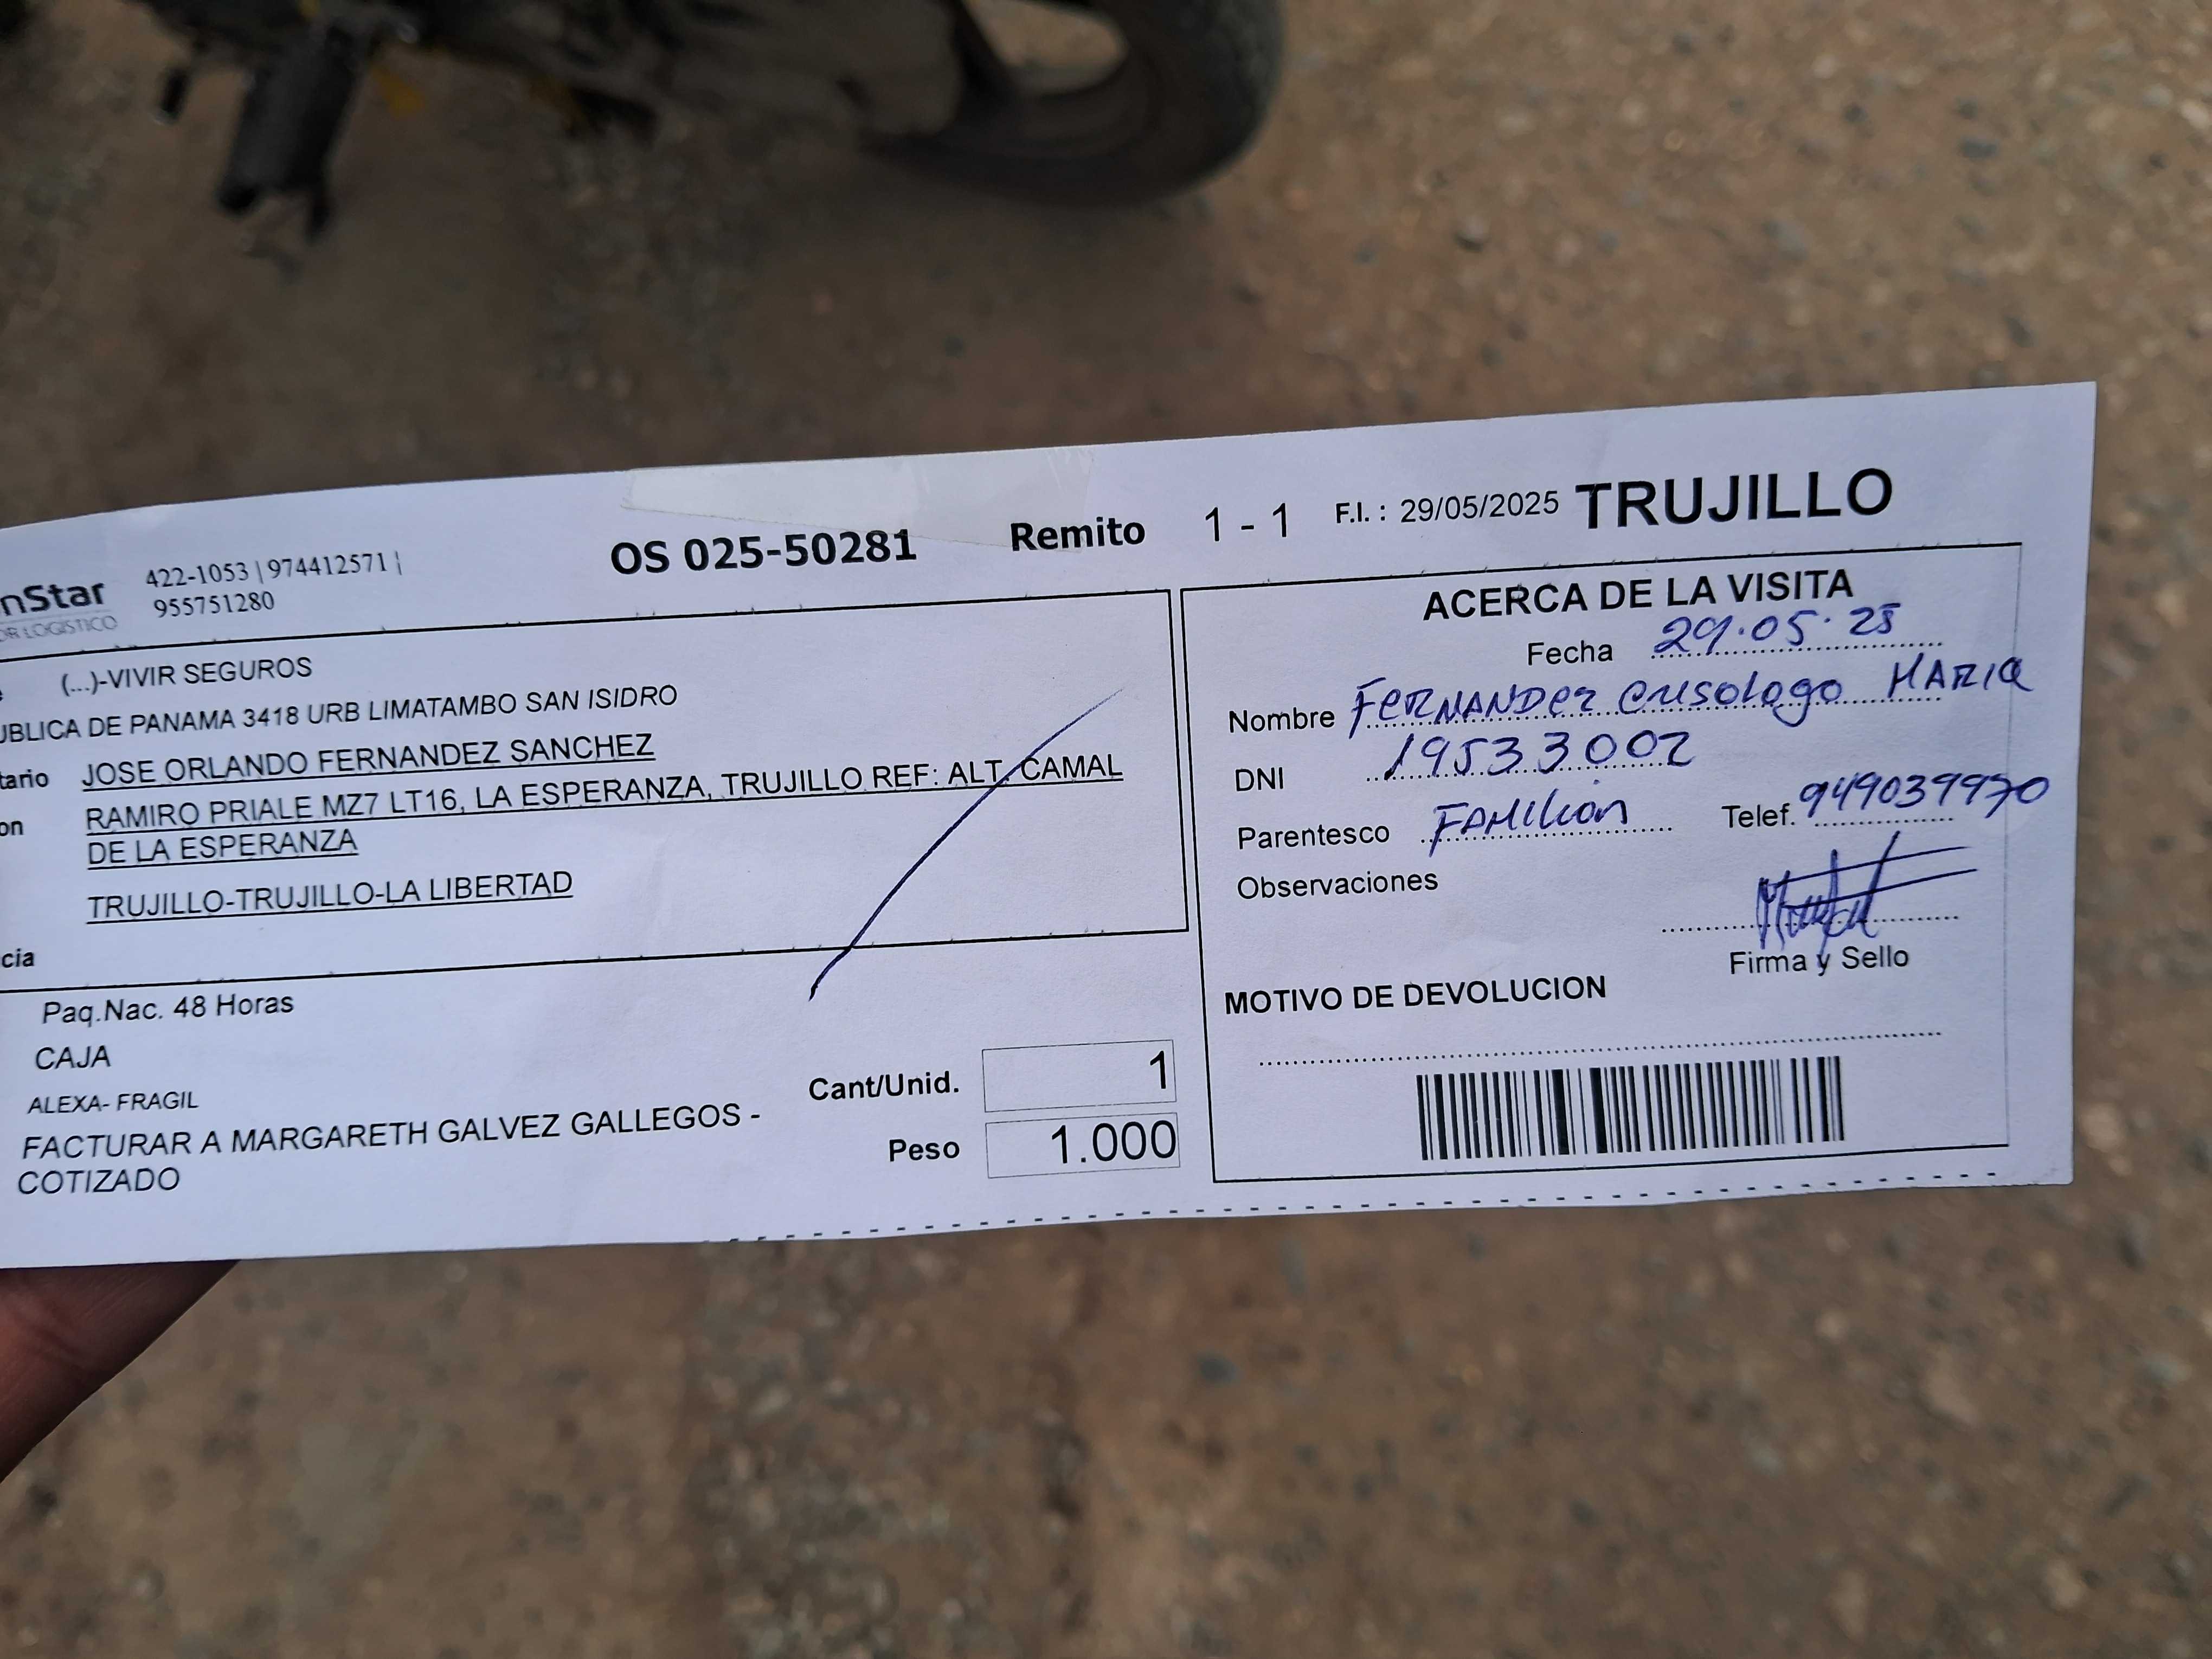 OS 025-50281 Remito 1 - 1 F.I. : 29/05/2025 TRUJILLO
nStar 422-1053 | 974412571 |
OR LOGÍSTICO 955751280
(...)-VIVIR SEGUROS
UBLICA DE PANAMA 3418 URB LIMATAMBO SAN ISIDRO
tario JOSE ORLANDO FERNANDEZ SANCHEZ
on RAMIRO PRIALE MZ7 LT16, LA ESPERANZA, TRUJILLO REF: ALT. CAMAL
DE LA ESPERANZA
TRUJILLO-TRUJILLO-LA LIBERTAD
cia
Paq.Nac. 48 Horas
CAJA
ALEXA- FRAGIL
FACTURAR A MARGARETH GALVEZ GALLEGOS -
COTIZADO
Cant/Unid. 1
Peso 1.000
ACERCA DE LA VISITA
Fecha 29.05.25
Nombre FERNANDEZ CRISOLOGO MARIA
DNI 19533002
Parentesco FAMILIAR Telef. 949039970
Observaciones
Firma y Sello
MOTIVO DE DEVOLUCION